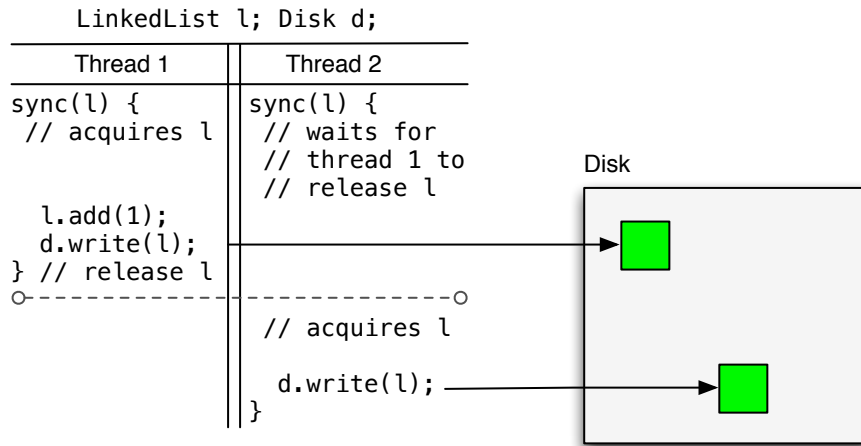 LinkedList l; Disk d;
Thread 1
sync(l) {
// acquires l
l.add(1);
d.write(l);
} // release l
Thread 2
sync(l) {
// waits for
// thread 1 to
// release l
// acquires l
d.write(l);
}
Disk